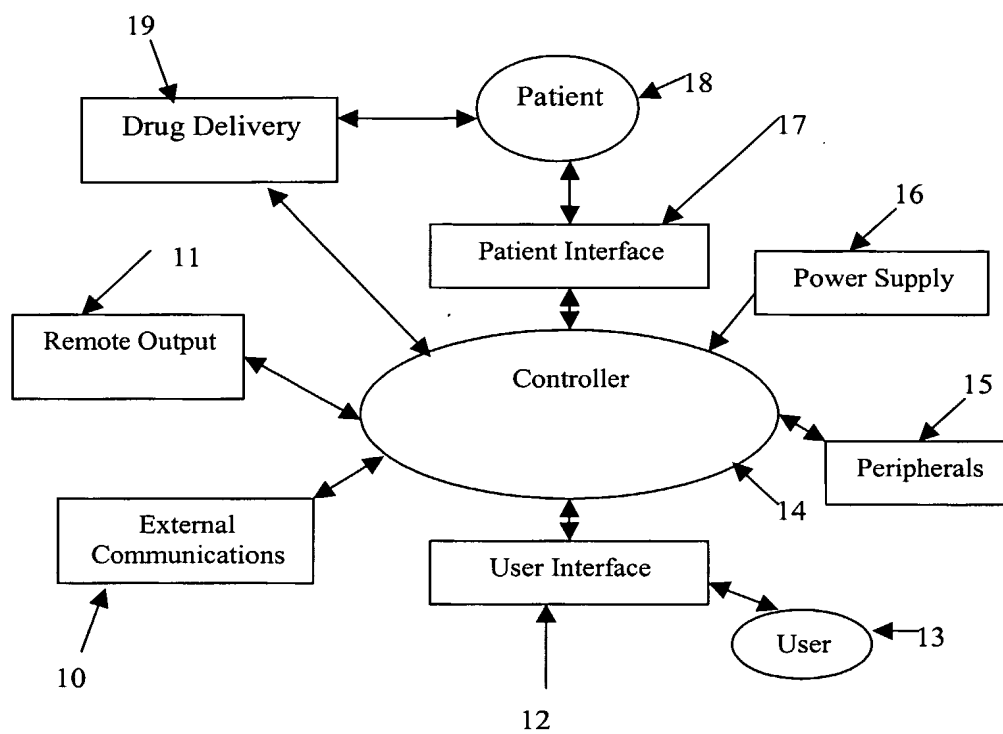 19
Patient
18
Drug Delivery
17
16
Patient Interface
11
Power Supply
Remote Output
Controller
15
Peripherals
14
External
Communications
User Interface
User
13
10
12